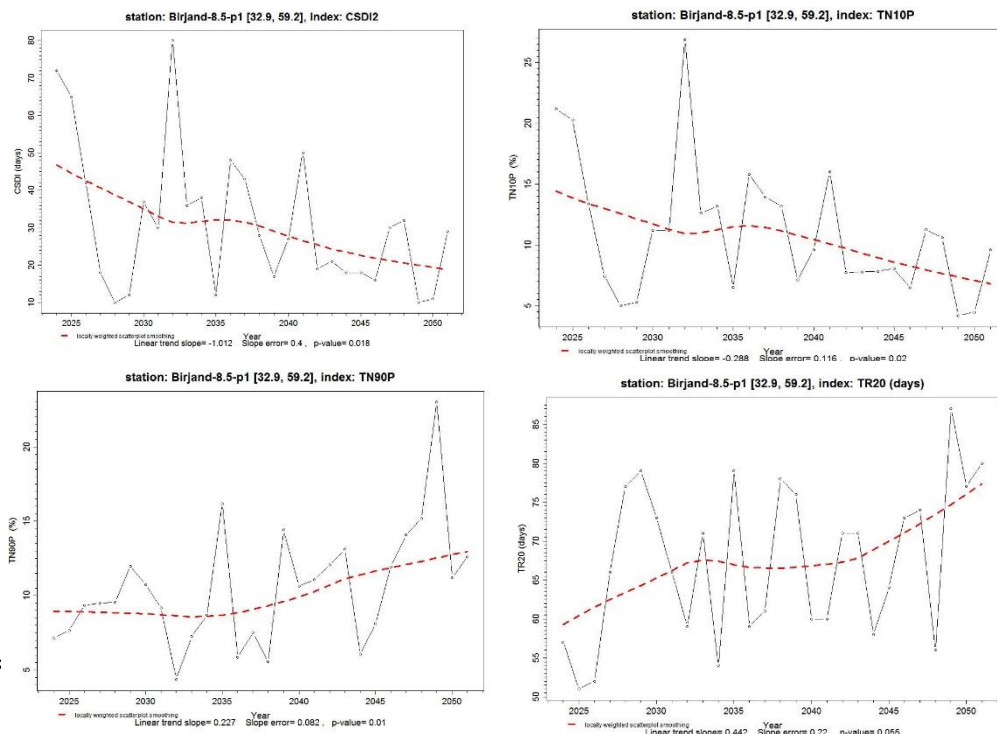 station: Birjand-8.5-p1 [32.9, 59.2], index: CSDI2
CSDI (days)
80
70
60
50
40
30
20
10
2025 2030 2035 2040 2045 2050
Year
locally weighted scatterplot smoothing
Linear trend slope= -1.012 Slope error= 0.4 , p-value= 0.018
station: Birjand-8.5-p1 [32.9, 59.2], index: TN10P
TN10P (%)
25
20
15
10
5
2025 2030 2035 2040 2045 2050
Year
locally weighted scatterplot smoothing
Linear trend slope= -0.288 Slope error= 0.116 , p-value= 0.02
station: Birjand-8.5-p1 [32.9, 59.2], index: TN90P
TN90P (%)
20
15
10
5
2025 2030 2035 2040 2045 2050
Year
locally weighted scatterplot smoothing
Linear trend slope= 0.227 Slope error= 0.082 , p-value= 0.01
station: Birjand-8.5-p1 [32.9, 59.2], index: TR20 (days)
TR20 (days)
85
80
75
70
65
60
55
50
2025 2030 2035 2040 2045 2050
Year
locally weighted scatterplot smoothing
Linear trend slope= 0.442 Slope error= 0.22 , p-value= 0.055